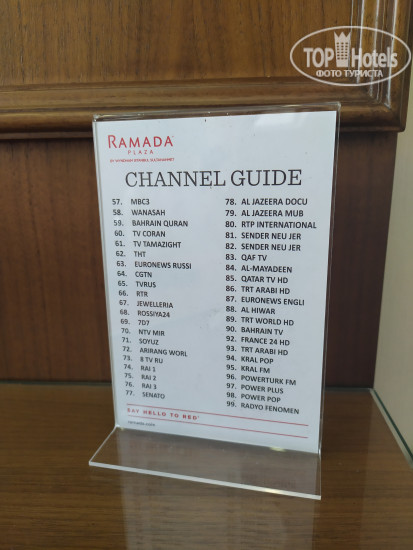 TOPHotels
ФОТО ТУРИСТА
RAMADA
PLAZA
BY WYNDHAM ISTANBUL SULTANAHMET
CHANNEL GUIDE
57. MBC3
58. WANASAH
59. BAHRAIN QURAN
60. TV CORAN
61. TV TAMAZIGHT
62. THT
63. EURONEWS RUSSI
64. CGTN
65. TVRUS
66. RTR
67. JEWELLERIA
68. ROSSIYA24
69. 7D7
70. NTV MIR
71. SOYUZ
72. ARIRANG WORL
73. 8 TV RU
74. RAI 1
75. RAI 2
76. RAI 3
77. SENATO
78. AL JAZEERA DOCU
79. AL JAZEERA MUB
80. RTP INTERNATIONAL
81. SENDER NEU JER
82. SENDER NEU JER
83. QAF TV
84. AL-MAYADEEN
85. QATAR TV HD
86. TRT ARABI HD
87. EURONEWS ENGLI
88. AL HIWAR
89. TRT WORLD HD
90. BAHRAIN TV
92. FRANCE 24 HD
93. TRT ARABI HD
94. KRAL POP
95. KRAL FM
96. POWERTURK FM
97. POWER PLUS
98. POWER POP
99. RADYO FENOMEN
SAY HELLO TO RED
ramada.com